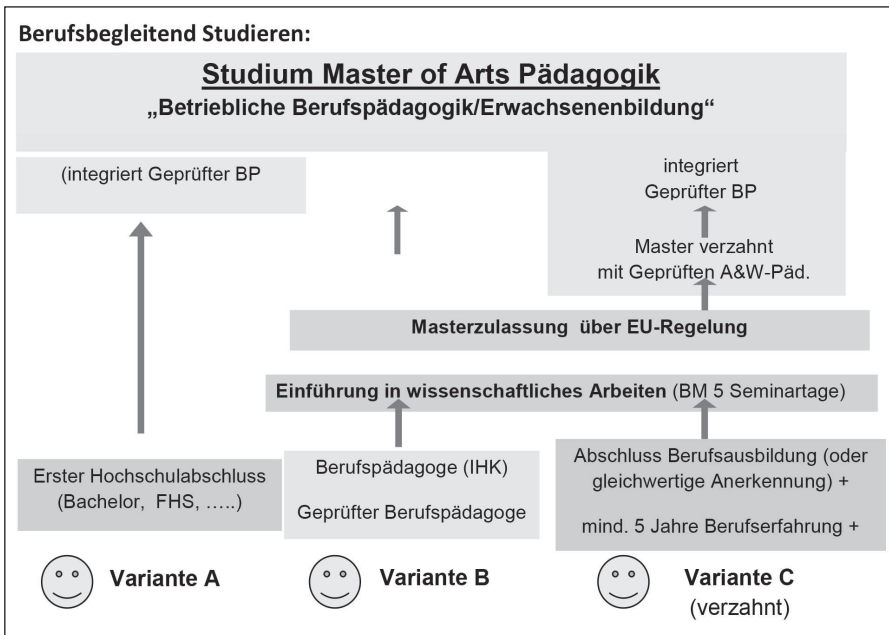 Berufsbegleitend Studieren:
Studium Master of Arts Pädagogik
„Betriebliche Berufspädagogik/Erwachsenenbildung“
(integriert Geprüfter BP
integriert
Geprüfter BP
Master verzahnt
mit Geprüften A&W-Päd.
Masterzulassung über EU-Regelung
Einführung in wissenschaftliches Arbeiten (BM 5 Seminartage)
Erster Hochschulabschluss
(Bachelor, FHS, …..)
Berufspädagoge (IHK)
Geprüfter Berufspädagoge
Abschluss Berufsausbildung (oder
gleichwertige Anerkennung) +
mind. 5 Jahre Berufserfahrung +
Variante A
Variante B
Variante C
(verzahnt)